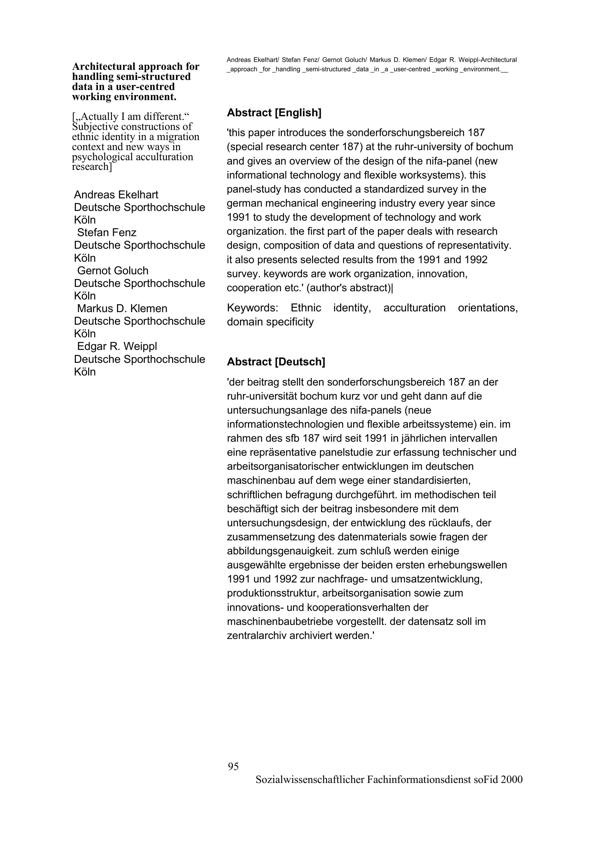 Andreas Ekelhart/ Stefan Fenz/ Gernot Goluch/ Markus D. Klemen/ Edgar R. Weippl-Architectural
_approach _for _handling _semi-structured _data _in _a _user-centred _working _environment.__
Architectural approach for
handling semi-structured
data in a user-centred
working environment.
[„Actually I am different.“
Subjective constructions of
ethnic identity in a migration
context and new ways in
psychological acculturation
research]
Andreas Ekelhart
Deutsche Sporthochschule
Köln
Stefan Fenz
Deutsche Sporthochschule
Köln
Gernot Goluch
Deutsche Sporthochschule
Köln
Markus D. Klemen
Deutsche Sporthochschule
Köln
Edgar R. Weippl
Deutsche Sporthochschule
Köln
Abstract [English]
'this paper introduces the sonderforschungsbereich 187
(special research center 187) at the ruhr-university of bochum
and gives an overview of the design of the nifa-panel (new
informational technology and flexible worksystems). this
panel-study has conducted a standardized survey in the
german mechanical engineering industry every year since
1991 to study the development of technology and work
organization. the first part of the paper deals with research
design, composition of data and questions of representativity.
it also presents selected results from the 1991 and 1992
survey. keywords are work organization, innovation,
cooperation etc.' (author's abstract)|
Keywords: Ethnic identity, acculturation orientations,
domain specificity
Abstract [Deutsch]
'der beitrag stellt den sonderforschungsbereich 187 an der
ruhr-universität bochum kurz vor und geht dann auf die
untersuchungsanlage des nifa-panels (neue
informationstechnologien und flexible arbeitssysteme) ein. im
rahmen des sfb 187 wird seit 1991 in jährlichen intervallen
eine repräsentative panelstudie zur erfassung technischer und
arbeitsorganisatorischer entwicklungen im deutschen
maschinenbau auf dem wege einer standardisierten,
schriftlichen befragung durchgeführt. im methodischen teil
beschäftigt sich der beitrag insbesondere mit dem
untersuchungsdesign, der entwicklung des rücklaufs, der
zusammensetzung des datenmaterials sowie fragen der
abbildungsgenauigkeit. zum schluß werden einige
ausgewählte ergebnisse der beiden ersten erhebungswellen
1991 und 1992 zur nachfrage- und umsatzentwicklung,
produktionsstruktur, arbeitsorganisation sowie zum
innovations- und kooperationsverhalten der
maschinenbaubetriebe vorgestellt. der datensatz soll im
zentralarchiv archiviert werden.'
95
Sozialwissenschaftlicher Fachinformationsdienst soFid 2000